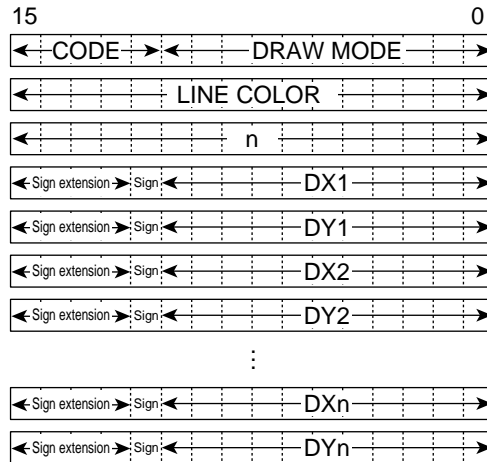 15 0
CODE DRAW MODE
LINE COLOR
n
Sign extension Sign DX1
Sign extension Sign DY1
Sign extension Sign DX2
Sign extension Sign DY2
⋮
Sign extension Sign DXn
Sign extension Sign DYn